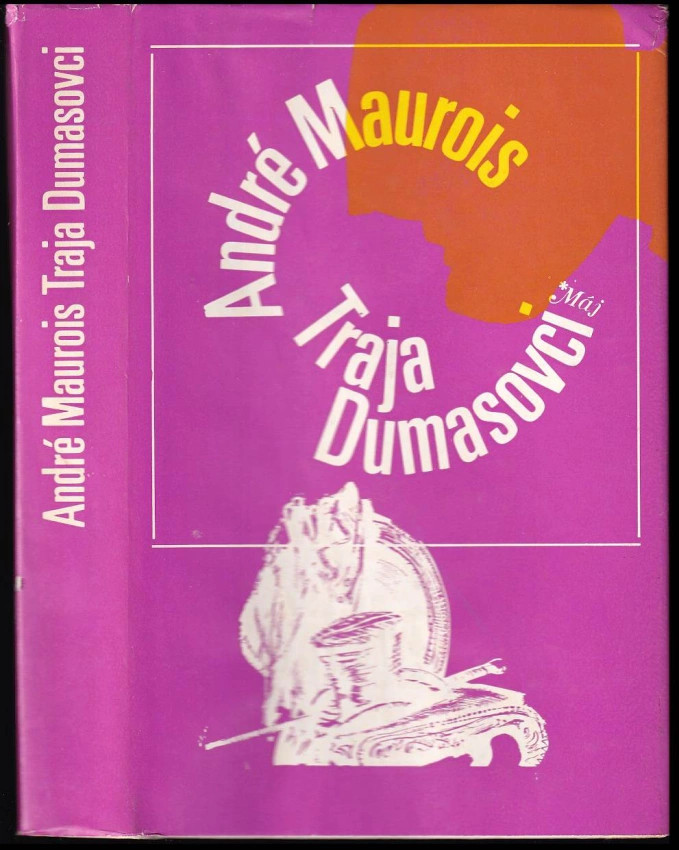 André Maurois Traja Dumasovci
André Maurois
Traja
Dumasovci
*Máj